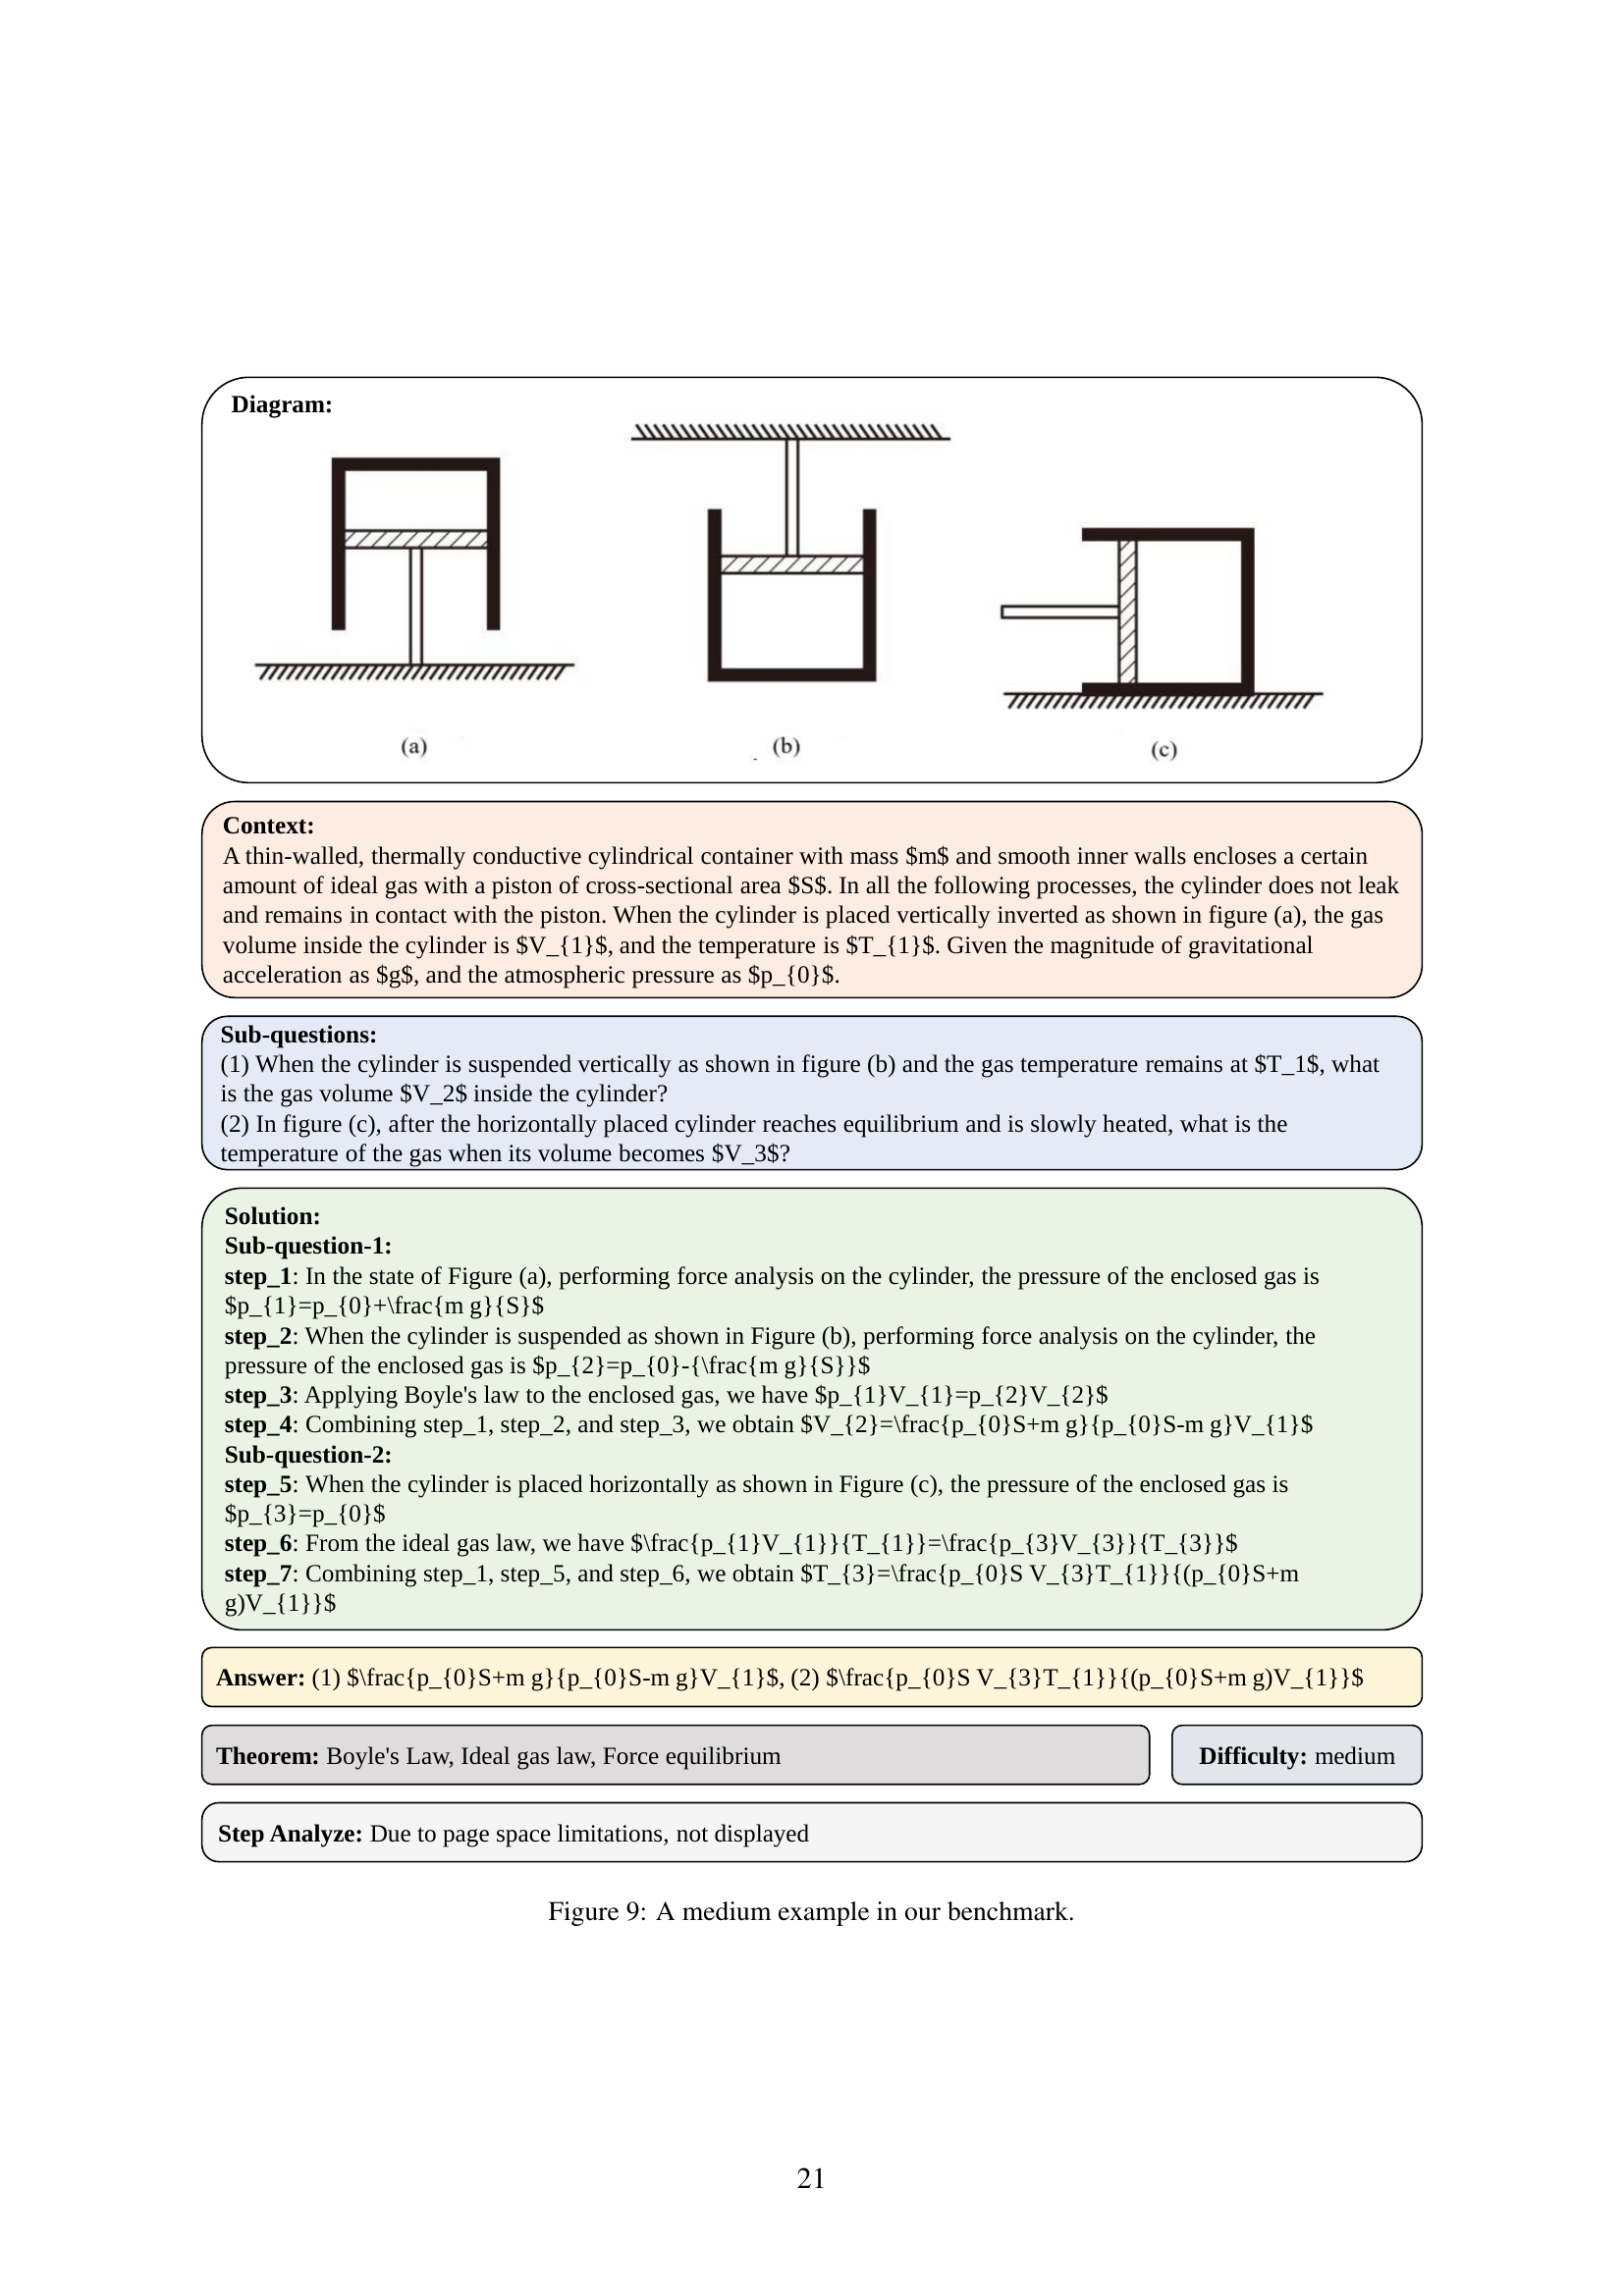 Diagram:
(a)
(b)
(c)
Context:
A thin-walled, thermally conductive cylindrical container with mass $m$ and smooth inner walls encloses a certain
amount of ideal gas with a piston of cross-sectional area $S$. In all the following processes, the cylinder does not leak
and remains in contact with the piston. When the cylinder is placed vertically inverted as shown in figure (a), the gas
volume inside the cylinder is $V_{1}$, and the temperature is $T_{1}$. Given the magnitude of gravitational
acceleration as $g$, and the atmospheric pressure as $p_{0}$.
Sub-questions:
(1) When the cylinder is suspended vertically as shown in figure (b) and the gas temperature remains at $T_1$, what
is the gas volume $V_2$ inside the cylinder?
(2) In figure (c), after the horizontally placed cylinder reaches equilibrium and is slowly heated, what is the
temperature of the gas when its volume becomes $V_3$?
Solution:
Sub-question-1:
step_1: In the state of Figure (a), performing force analysis on the cylinder, the pressure of the enclosed gas is
$p_{1}=p_{0}+\frac{m g}{S}$
step_2: When the cylinder is suspended as shown in Figure (b), performing force analysis on the cylinder, the
pressure of the enclosed gas is $p_{2}=p_{0}-{\frac{m g}{S}}$
step_3: Applying Boyle's law to the enclosed gas, we have $p_{1}V_{1}=p_{2}V_{2}$
step_4: Combining step_1, step_2, and step_3, we obtain $V_{2}=\frac{p_{0}S+m g}{p_{0}S-m g}V_{1}$
Sub-question-2:
step_5: When the cylinder is placed horizontally as shown in Figure (c), the pressure of the enclosed gas is
$p_{3}=p_{0}$
step_6: From the ideal gas law, we have $\frac{p_{1}V_{1}}{T_{1}}=\frac{p_{3}V_{3}}{T_{3}}$
step_7: Combining step_1, step_5, and step_6, we obtain $T_{3}=\frac{p_{0}S V_{3}T_{1}}{(p_{0}S+m
g)V_{1}}$
Answer: (1) $\frac{p_{0}S+m g}{p_{0}S-m g}V_{1}$, (2) $\frac{p_{0}S V_{3}T_{1}}{(p_{0}S+m g)V_{1}}$
Theorem: Boyle's Law, Ideal gas law, Force equilibrium
Difficulty: medium
Step Analyze: Due to page space limitations, not displayed
Figure 9: A medium example in our benchmark.
21